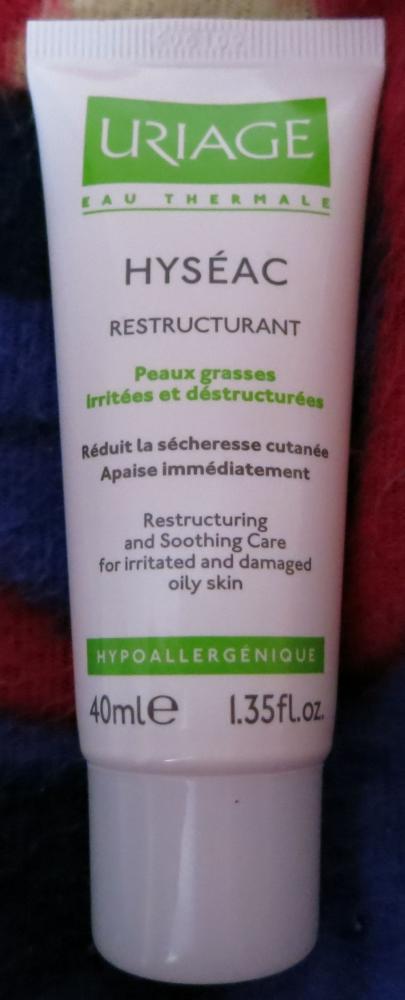 URIAGE
EAU THERMALE
HYSÉAC
RESTRUCTURANT
Peaux grasses
Irritées et déstructurées
Réduit la sécheresse cutanée
Apaise immédiatement
Restructuring
and Soothing Care
for irritated and damaged
oily skin
HYPOALLERGÉNIQUE
40ml℮ 1.35fl.oz.